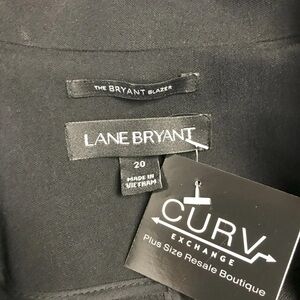 THE BRYANT BLAZER
LANE BRYANT
20
MADE IN
VIETNAM
CURV
EXCHANGE
Plus Size Resale Boutique